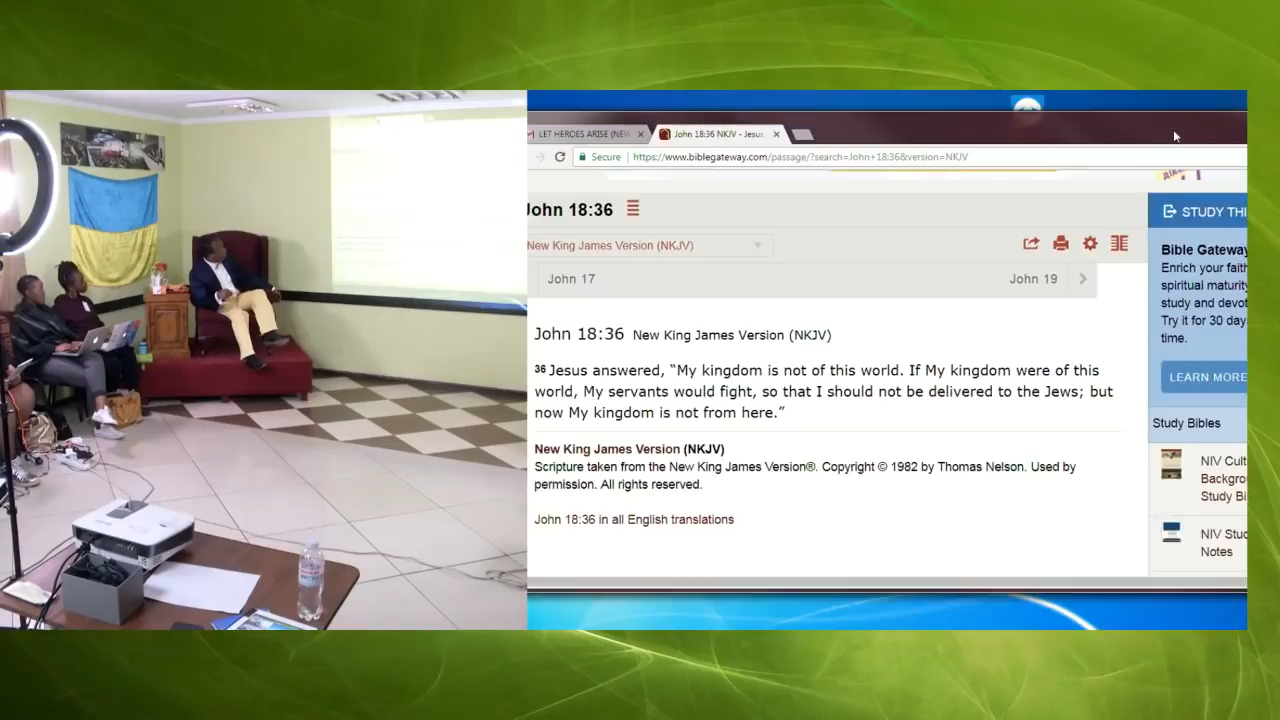 LET HEROES ARISE (NEW
John 18:36 NKJV - Jesus
Secure
https://www.biblegateway.com/passage/?search=John+18:36&version=NKJV
John 18:36
New King James Version (NKJV)
John 17
John 19
John 18:36 New King James Version (NKJV)
36 Jesus answered, “My kingdom is not of this world. If My kingdom were of this
world, My servants would fight, so that I should not be delivered to the Jews; but
now My kingdom is not from here.”
New King James Version (NKJV)
Scripture taken from the New King James Version®. Copyright © 1982 by Thomas Nelson. Used by
permission. All rights reserved.
John 18:36 in all English translations
STUDY THI
Bible Gateway
Enrich your faith
spiritual maturity
study and devot
Try it for 30 day
time.
LEARN MORE
Study Bibles
NIV Cult
Backgrou
Study Bi
NIV Stud
Notes